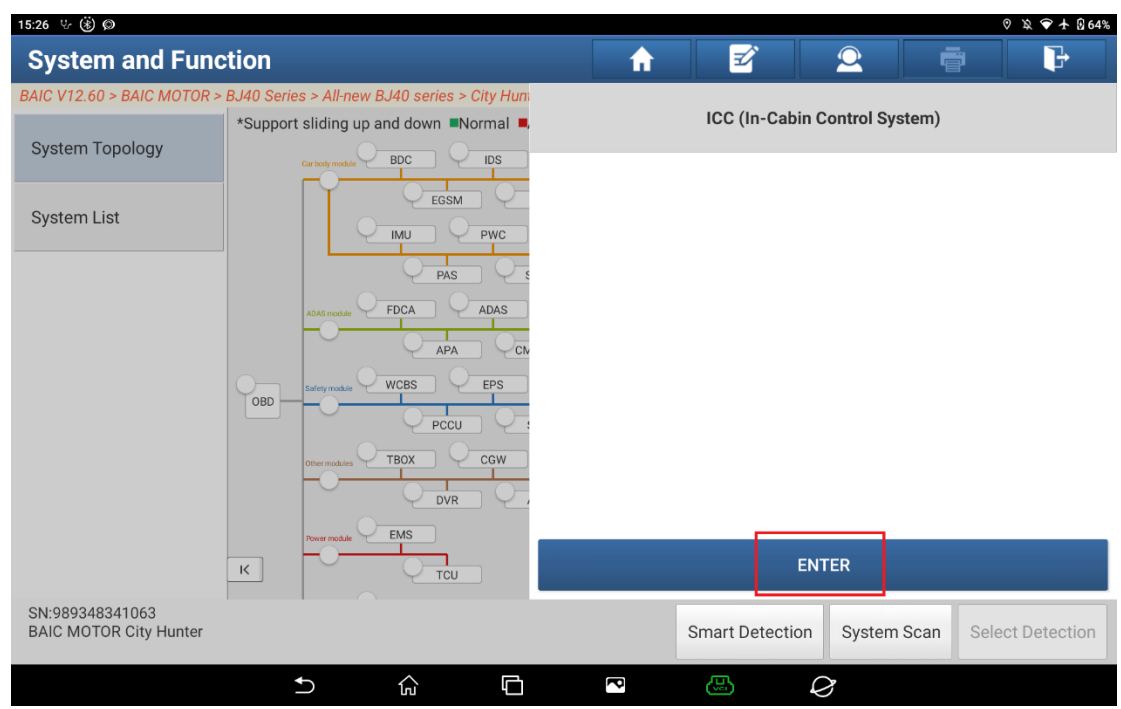 15:26
64%
System and Function
BAIC V12.60 > BAIC MOTOR > BJ40 Series > All-new BJ40 series > City Hun
System Topology
System List
*Support sliding up and down Normal
Car body module
BDC
IDS
EGSM
IMU
PWC
PAS
ADAS module
FDCA
ADAS
APA
CM
OBD
Safety module
WCBS
EPS
PCCU
Other modules
TBOX
CGW
DVR
Power module
EMS
TCU
K
ICC (In-Cabin Control System)
ENTER
SN:989348341063
BAIC MOTOR City Hunter
Smart Detection
System Scan
Select Detection
VCI